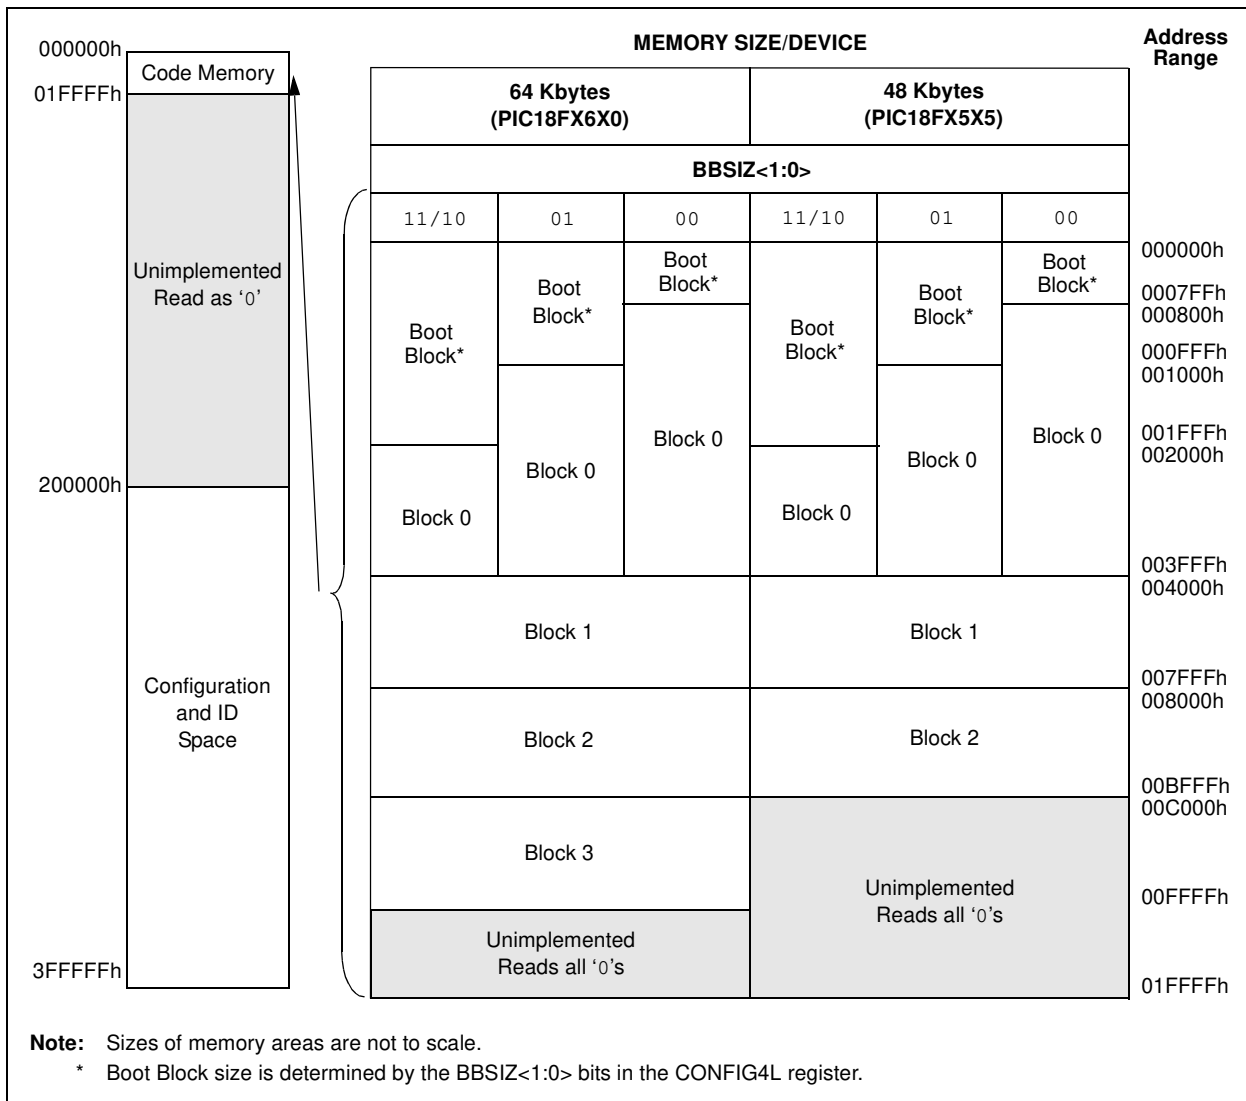 000000h
Code Memory
01FFFFh
Unimplemented
Read as ‘0’
200000h
Configuration
and ID
Space
3FFFFFh
MEMORY SIZE/DEVICE
Address
Range
64 Kbytes
(PIC18FX6X0)
48 Kbytes
(PIC18FX5X5)
BBSIZ<1:0>
11/10
01
00
11/10
01
00
Boot
Block*
Boot
Block*
Boot
Block*
Boot
Block*
Boot
Block*
Boot
Block*
Block 0
Block 0
Block 0
Block 0
Block 0
Block 0
Block 1
Block 1
Block 2
Block 2
Block 3
Unimplemented
Reads all ‘0’s
Unimplemented
Reads all ‘0’s
000000h
0007FFh
000800h
000FFFh
001000h
001FFFh
002000h
003FFFh
004000h
007FFFh
008000h
00BFFFh
00C000h
00FFFFh
01FFFFh
Note: Sizes of memory areas are not to scale.
* Boot Block size is determined by the BBSIZ<1:0> bits in the CONFIG4L register.